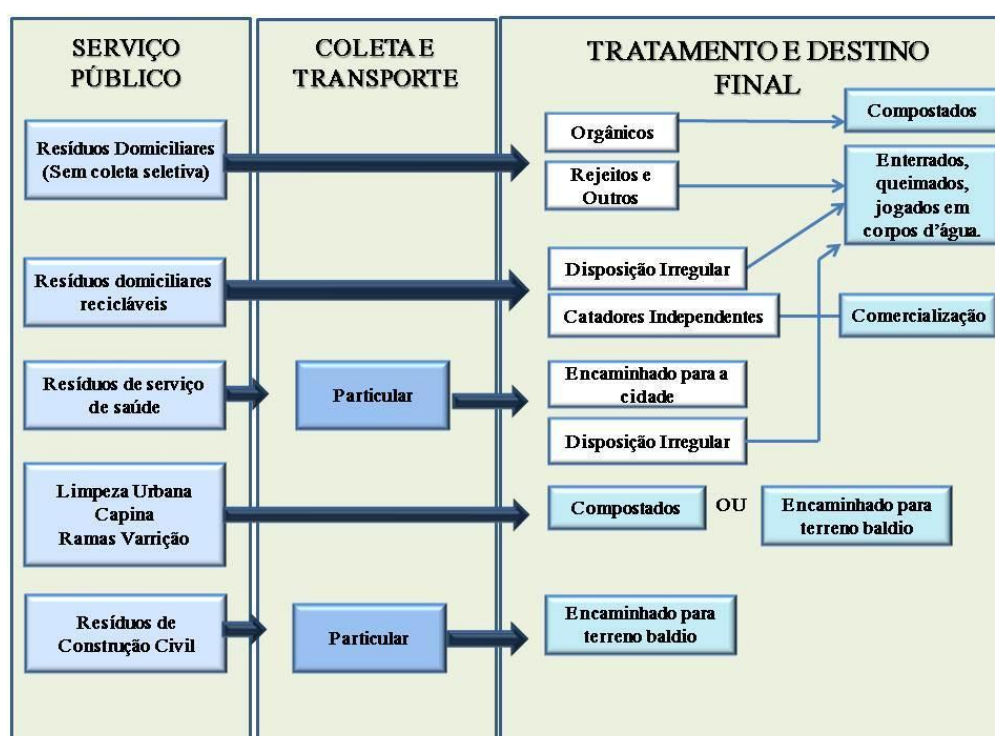 SERVIÇO
PÚBLICO
COLETA E
TRANSPORTE
TRATAMENTO E DESTINO
FINAL
Resíduos Domiciliares
(Sem coleta seletiva)
Orgânicos
Compostados
Rejeitos e
Outros
Enterrados,
queimados,
jogados em
corpos d’água.
Resíduos domiciliares
recicláveis
Disposição Irregular
Catadores Independentes
Comercialização
Resíduos de serviço
de saúde
Particular
Encaminhado para a
cidade
Disposição Irregular
Limpeza Urbana
Capina
Ramas Varrição
Compostados
OU
Encaminhado para
terreno baldio
Resíduos de
Construção Civil
Particular
Encaminhado para
terreno baldio